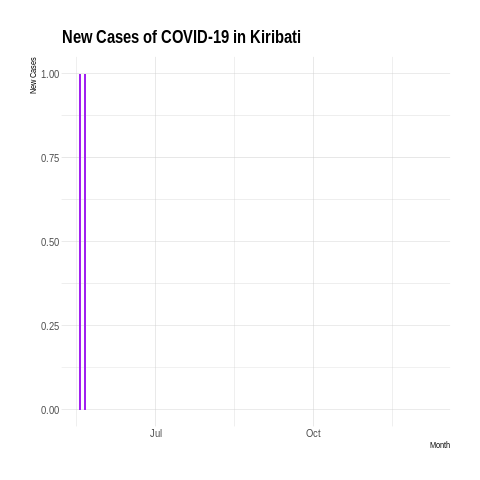 New Cases of COVID-19 in Kiribati
New Cases
1.00
0.75
0.50
0.25
0.00
Jul
Oct
Month